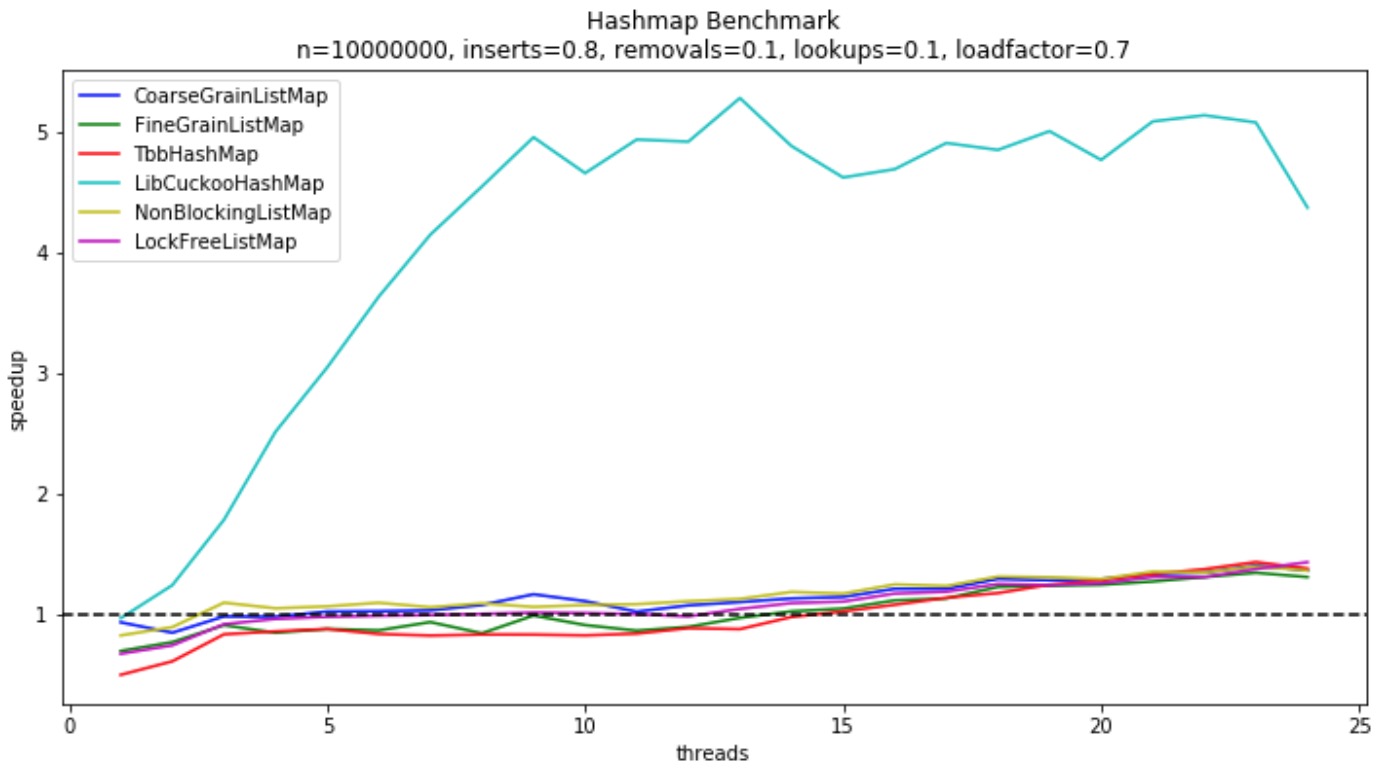 Hashmap Benchmark
n=10000000, inserts=0.8, removals=0.1, lookups=0.1, loadfactor=0.7
CoarseGrainListMap
FineGrainListMap
TbbHashMap
LibCuckooHashMap
NonBlockingListMap
LockFreeListMap
speedup
5
4
3
2
1
0
5
10
15
20
25
threads